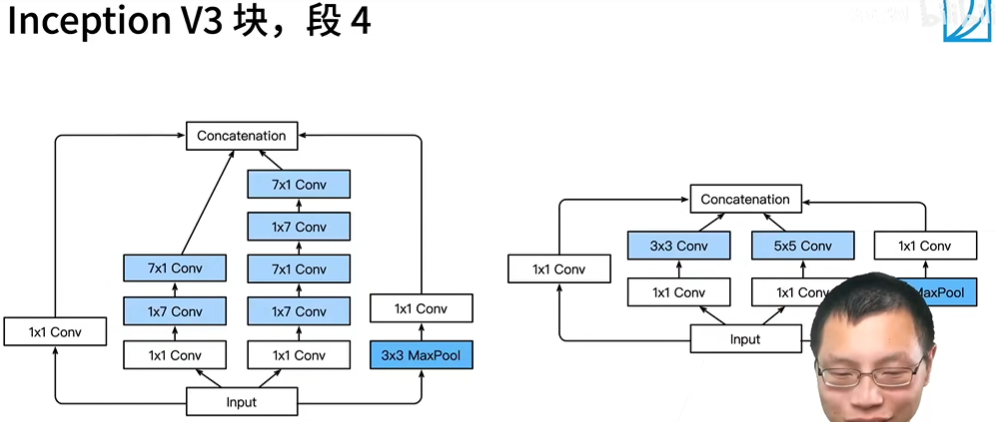 Inception V3 块，段 4
Concatenation
7x1 Conv
1x7 Conv
7x1 Conv
7x1 Conv
1x7 Conv
1x7 Conv
1x1 Conv
1x1 Conv
1x1 Conv
1x1 Conv
3x3 MaxPool
Input
Concatenation
3x3 Conv
5x5 Conv
1x1 Conv
1x1 Conv
1x1 Conv
1x1 Conv
MaxPool
Input